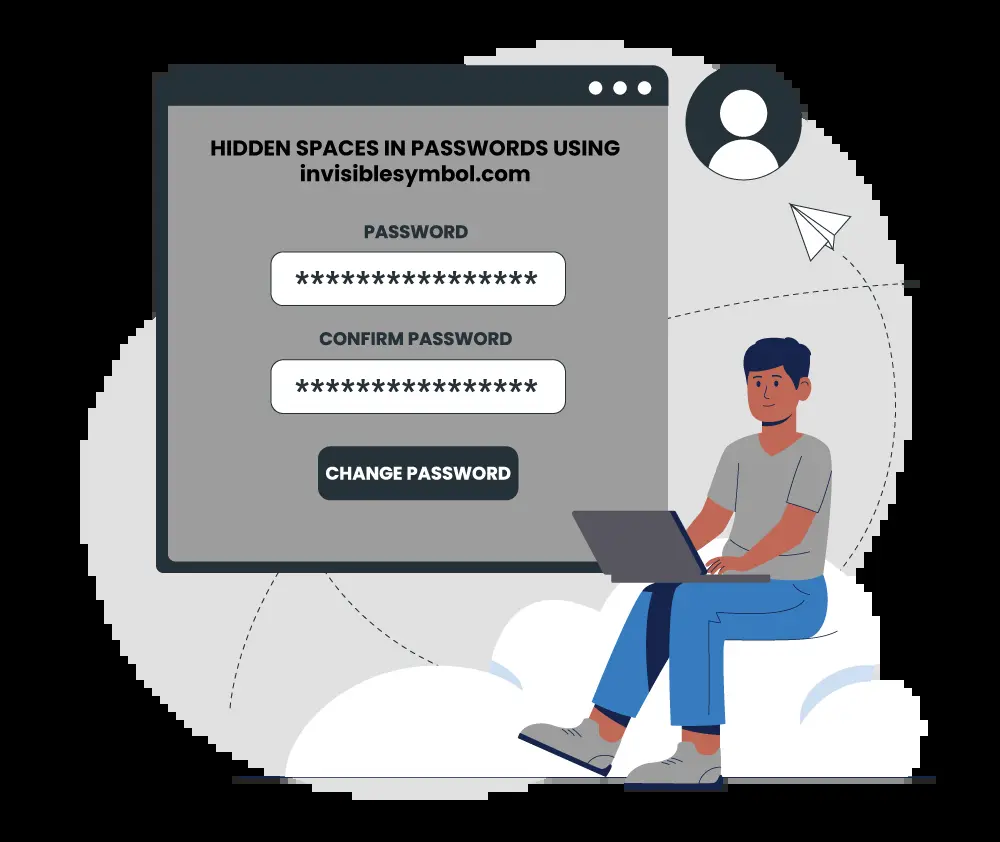 HIDDEN SPACES IN PASSWORDS USING
invisiblesymbol.com
PASSWORD
****************
CONFIRM PASSWORD
****************
CHANGE PASSWORD